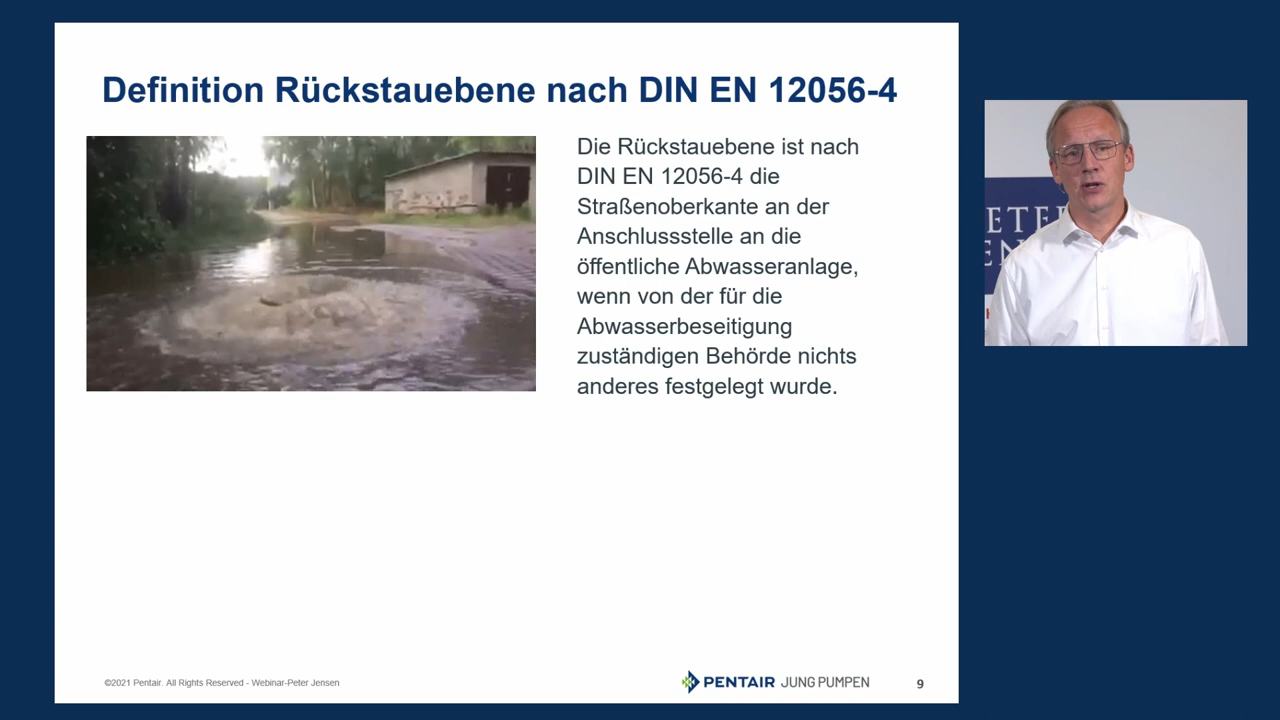 Definition Rückstauebene nach DIN EN 12056-4
Die Rückstauebene ist nach
DIN EN 12056-4 die
Straßenoberkante an der
Anschlussstelle an die
öffentliche Abwasseranlage,
wenn von der für die
Abwasserbeseitigung
zuständigen Behörde nichts
anderes festgelegt wurde.
ETE
EN
©2021 Pentair. All Rights Reserved - Webinar-Peter Jensen
PENTAIR JUNG PUMPEN
9